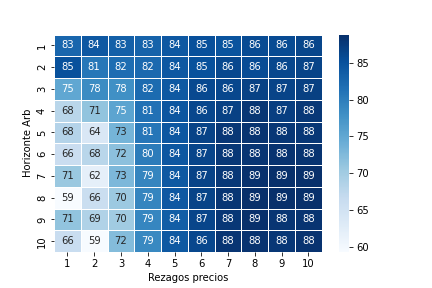 1 83 84 83 83 84 85 85 86 86 86
2 85 81 82 82 84 85 86 86 86 86
3 75 78 78 82 84 86 86 87 87 87
4 68 71 75 81 84 86 87 88 87 88
5 68 64 73 81 84 87 88 88 88 88
6 66 68 72 80 84 87 88 88 88 88
7 71 62 73 79 84 87 88 89 89 89
8 59 66 70 79 84 87 88 88 88 89
9 71 69 70 79 84 87 88 89 88 88
10 66 59 72 79 84 86 88 88 88 88
1 2 3 4 5 6 7 8 9 10
Rezagos precios
Horizonte Arb
85
80
75
70
65
60